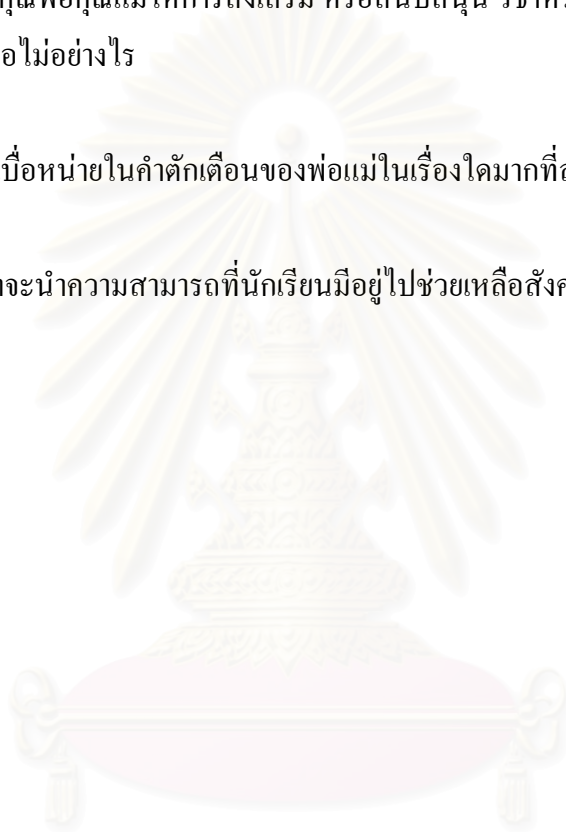 คุณพ่อคุณแม่ให้การส่งเสริม หรือสนับสนุน
อไม่อย่างไร
บื่อหน่ายในคำตักเตือนของพ่อแม่ในเรื่องใดมากที่
จะนำความสามารถที่นักเรียนมีอยู่ไปช่วยเหลือสังค